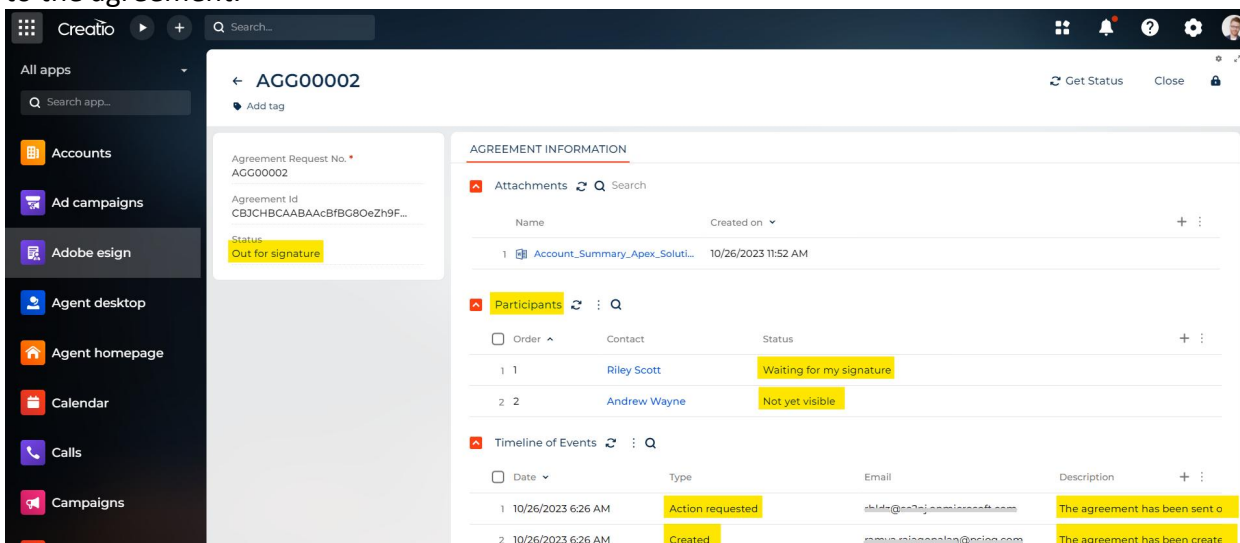 to the agreement.
Creatio
Search...
All apps
Search app...
Accounts
Ad campaigns
Adobe esign
Agent desktop
Agent homepage
Calendar
Calls
Campaigns
← AGG00002
Add tag
Get Status Close
Agreement Request No. *
AGG00002
Agreement Id
CBJCHBCAABAAcBfBG8OeZh9F...
Status
Out for signature
AGREEMENT INFORMATION
Attachments Search
Name Created on
1 Account_Summary_Apex_Soluti... 10/26/2023 11:52 AM
Participants
Order Contact Status
1 1 Riley Scott Waiting for my signature
2 2 Andrew Wayne Not yet visible
Timeline of Events
Date Type Email Description
1 10/26/2023 6:26 AM Action requested The agreement has been sent o
2 10/26/2023 6:26 AM Created The agreement has been create